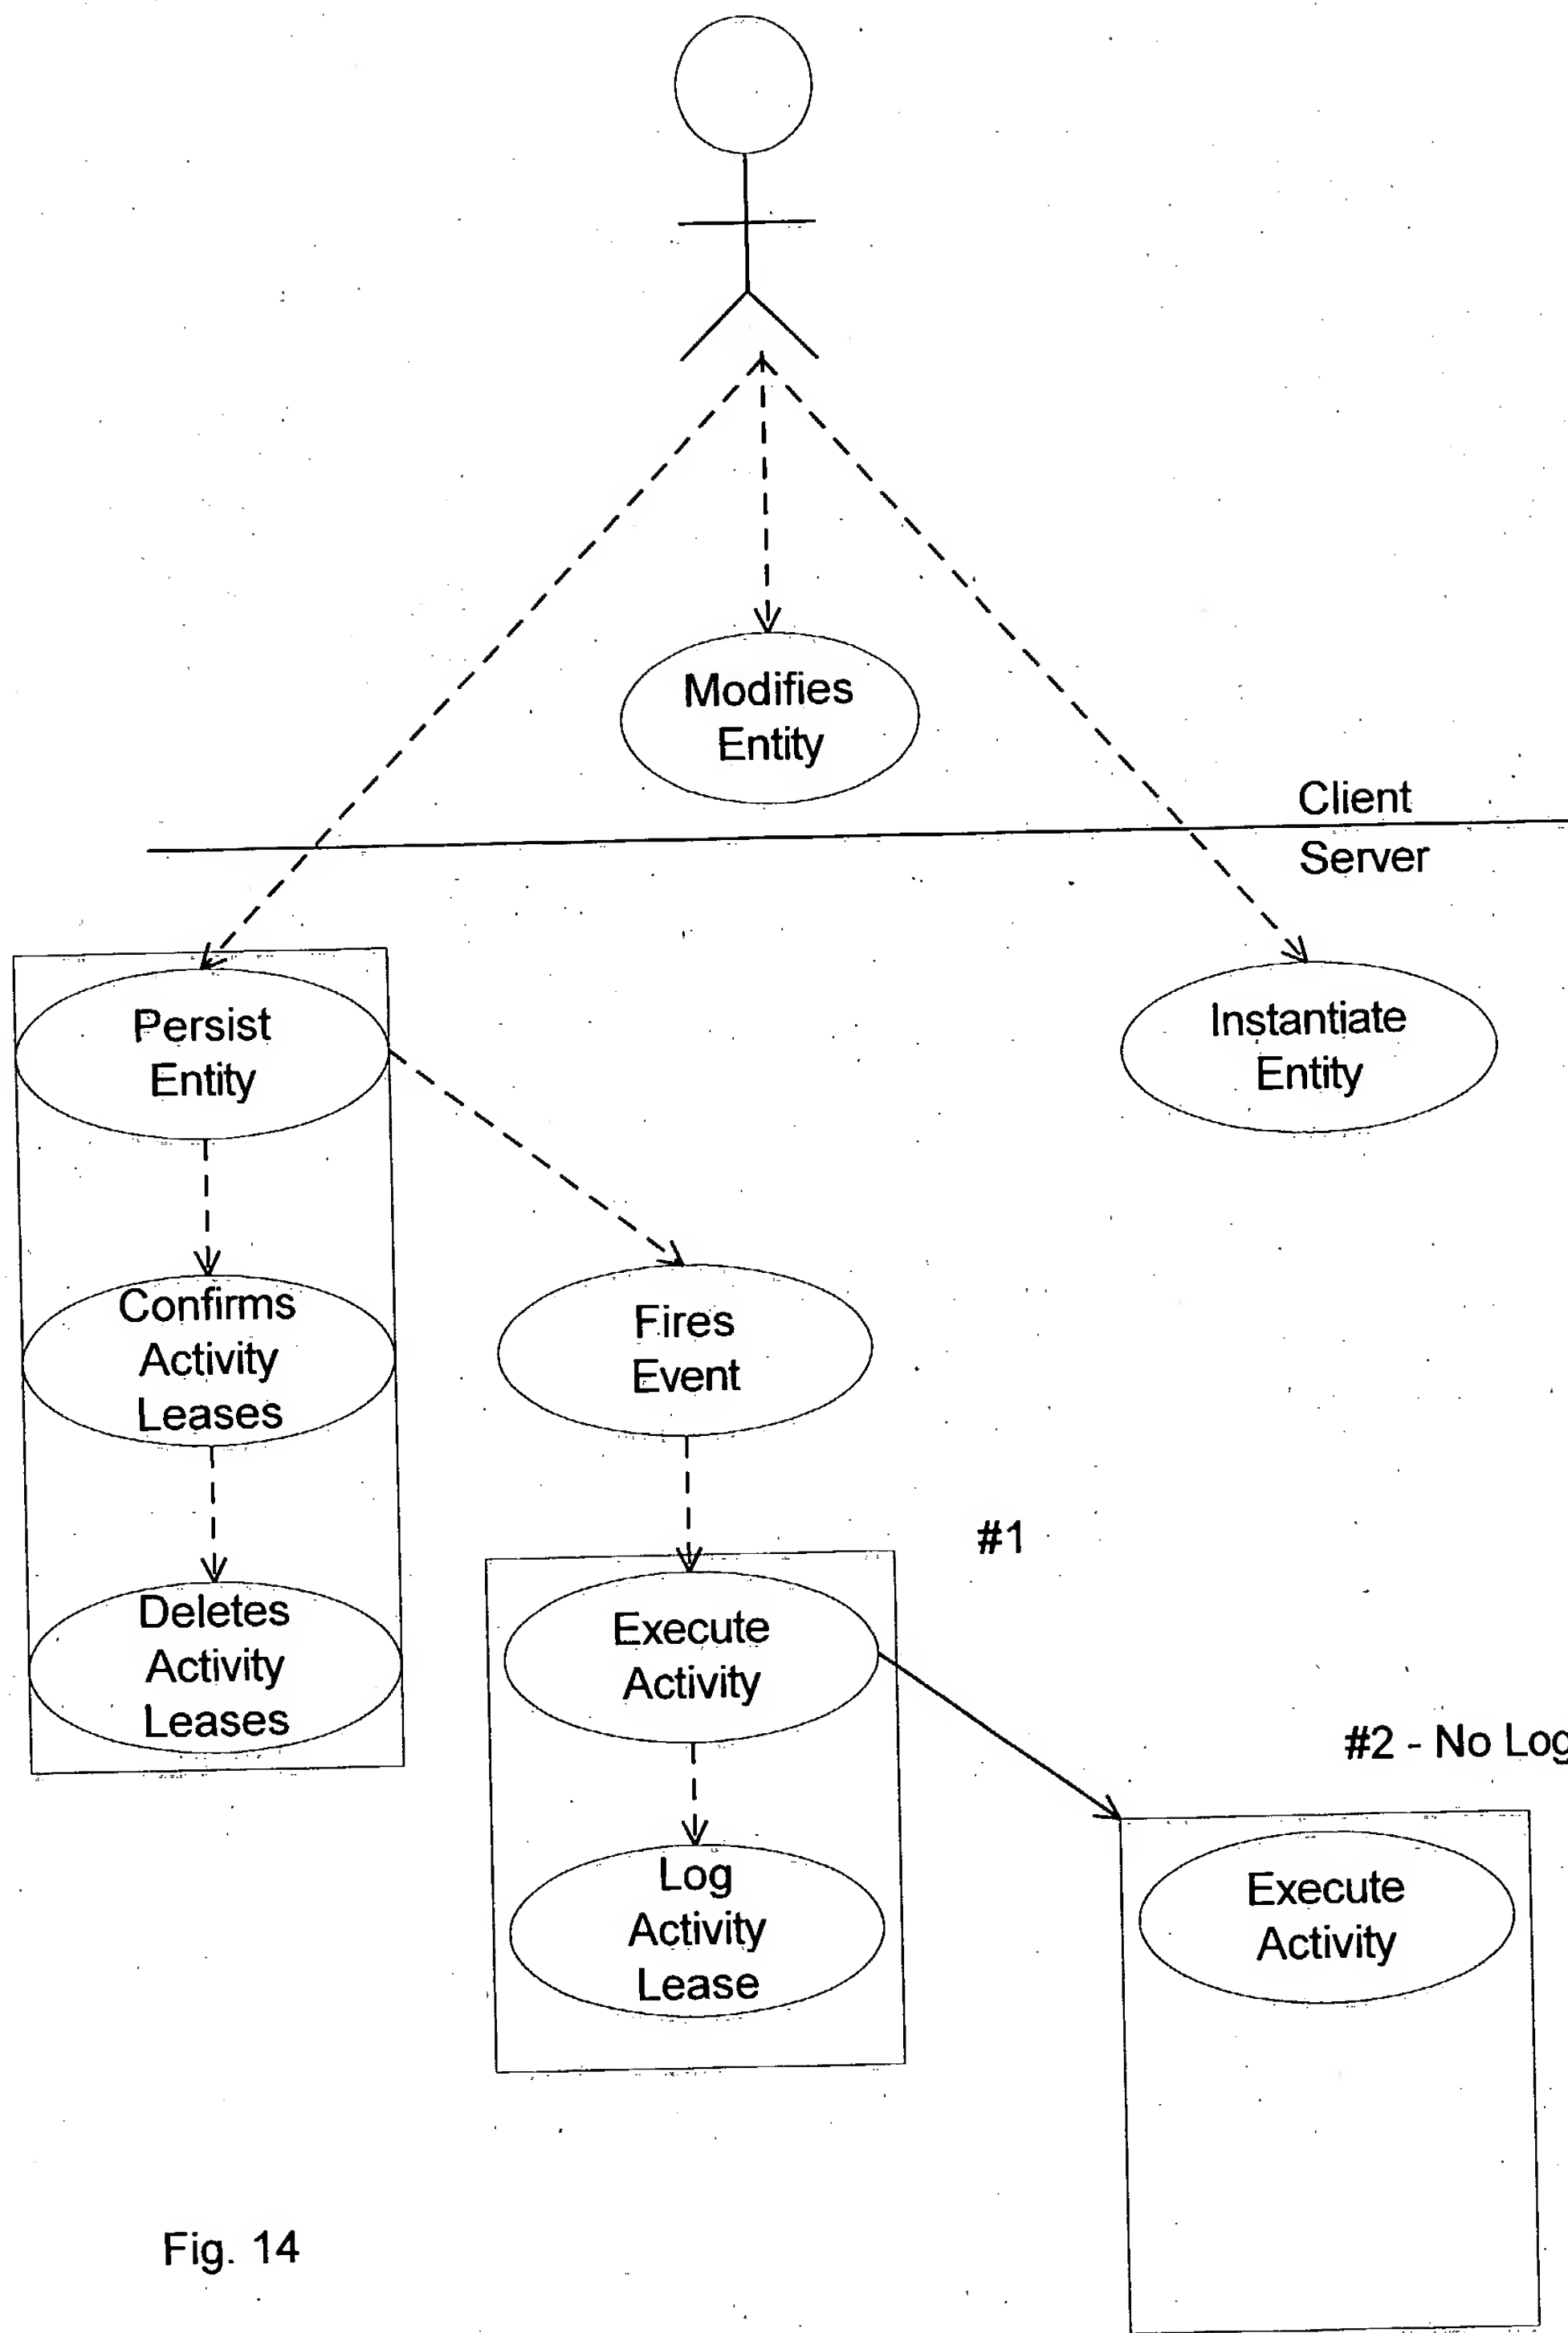 Modifies
Entity
Client
Server
Persist
Entity
Instantiate
Entity
Confirms
Activity
Leases
Fires
Event
#1
Deletes
Activity
Leases
Execute
Activity
#2 - No Log
Log
Activity
Lease
Execute
Activity
Fig. 14